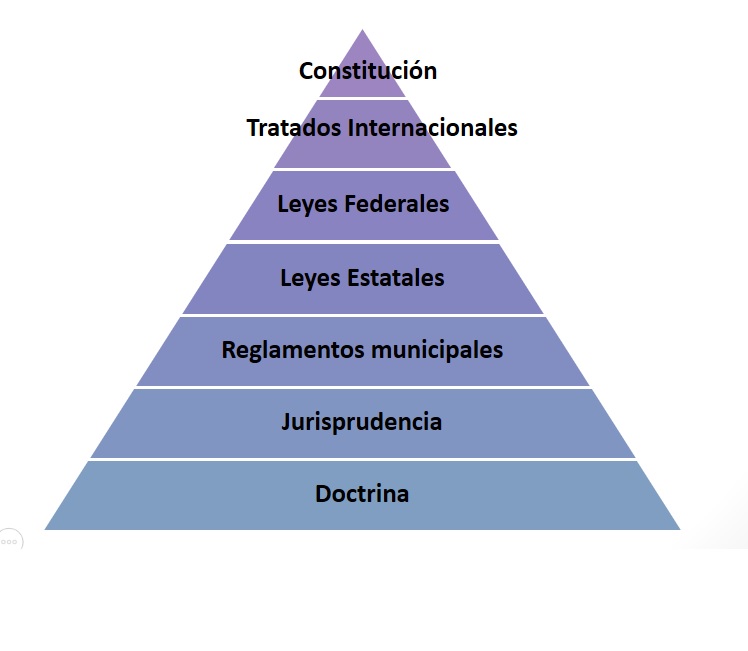 Constitución
Tratados Internacionales
Leyes Federales
Leyes Estatales
Reglamentos municipales
Jurisprudencia
Doctrina